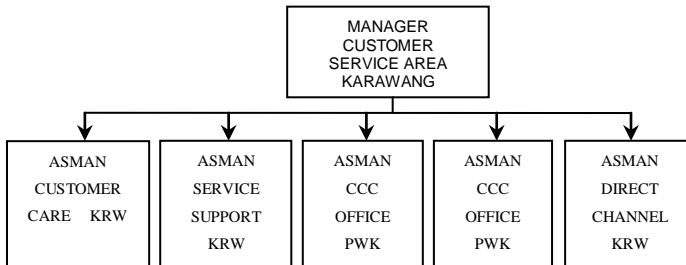 MANAGER
CUSTOMER
SERVICE AREA
KARAWANG
ASMAN
CUSTOMER
CARE KRW
ASMAN
SERVICE
SUPPORT
KRW
ASMAN
CCC
OFFICE
PWK
ASMAN
CCC
OFFICE
PWK
ASMAN
DIRECT
CHANNEL
KRW